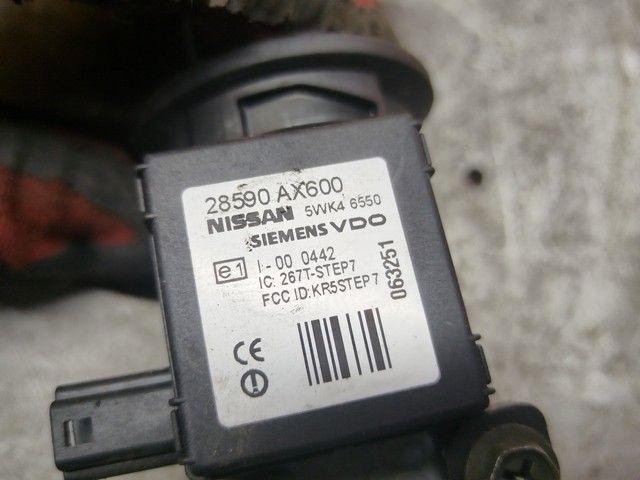 28590 AX600
NISSAN 5WK4 6550
SIEMENS VDO
e1 I-00 0442
IC: 267T-STEP7
FCC ID: KR5STEP7
063251
CE